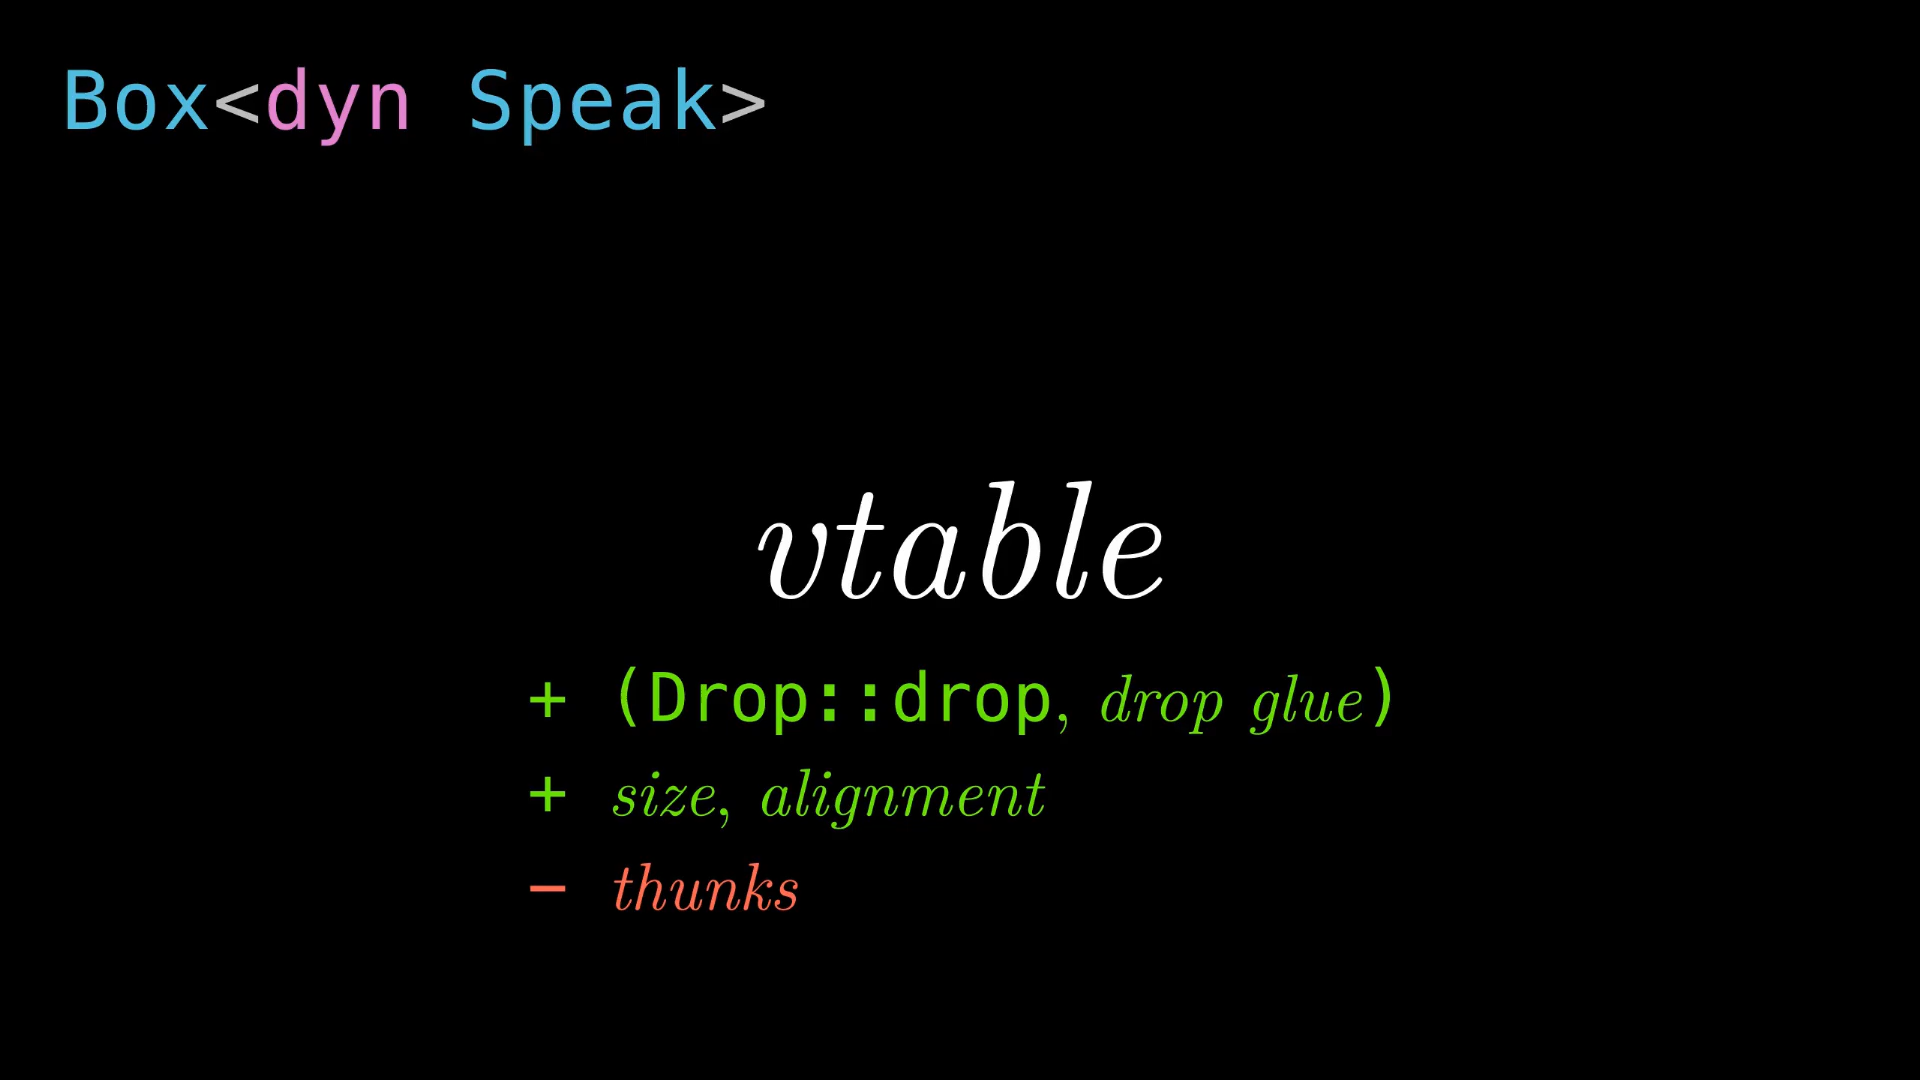 Box<dyn Speak>
vtable
+ (Drop::drop, drop glue)
+ size, alignment
− thunks